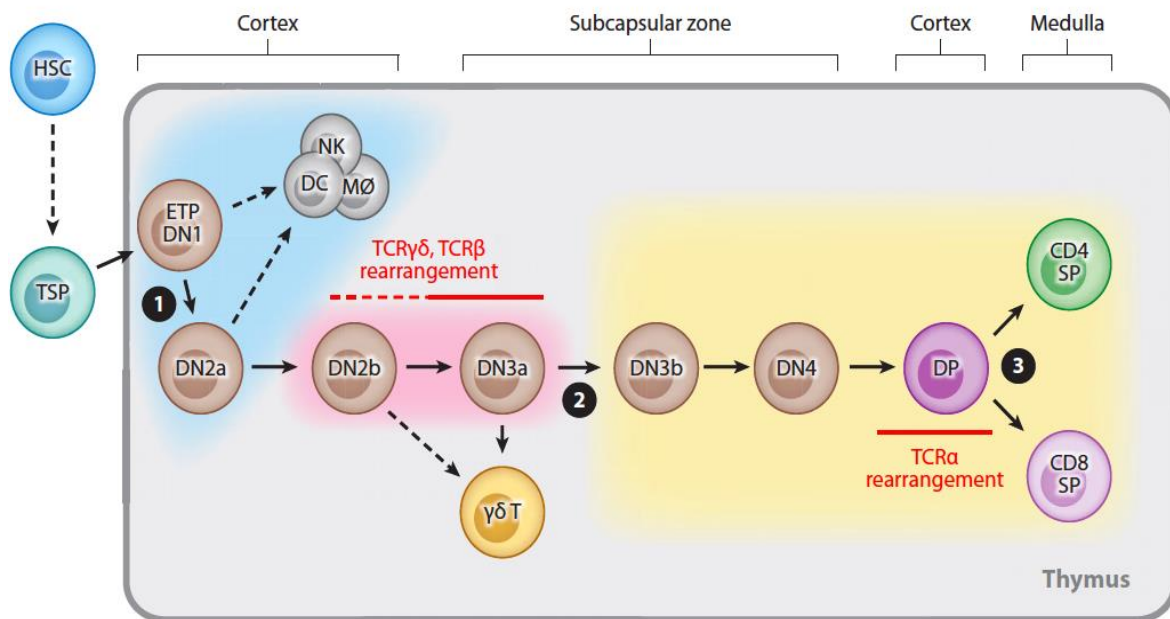 Cortex
Subcapsular zone
Cortex
Medulla
HSC
TSP
ETP
DN1
NK
DC
MØ
1
TCRγδ, TCRβ
rearrangement
DN2a
DN2b
DN3a
2
DN3b
DN4
DP
3
CD4
SP
CD8
SP
TCRα
rearrangement
γδ T
Thymus